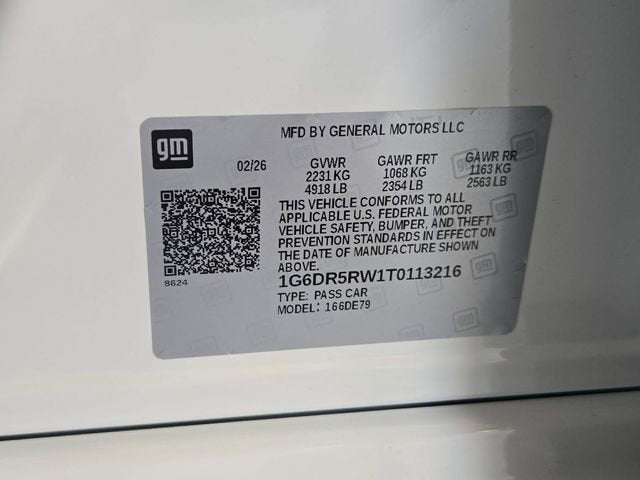 gm
MFD BY GENERAL MOTORS LLC
02/26 GVWR GAWR FRT GAWR RR
2231 KG 1068 KG 1163 KG
4918 LB 2354 LB 2563 LB
THIS VEHICLE CONFORMS TO ALL
APPLICABLE U.S. FEDERAL MOTOR
VEHICLE SAFETY, BUMPER, AND THEFT
PREVENTION STANDARDS IN EFFECT ON
THE DATE OF MANUFACTURE SHOWN
ABOVE.
8624
1G6DR5RW1T0113216
TYPE: PASS CAR
MODEL: 166DE79